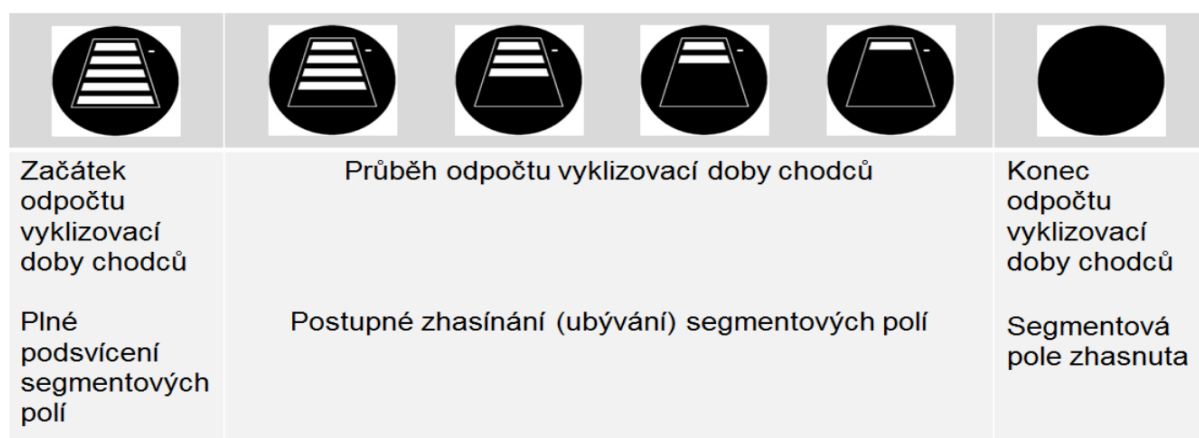 Začátek
odpočtu
vyklizovací
doby chodců
Plné
podsvícení
segmentových
polí
Průběh odpočtu vyklizovací doby chodců
Postupné zhasínání (ubývání) segmentových polí
Konec
odpočtu
vyklizovací
doby chodců
Segmentová
pole zhasnuta